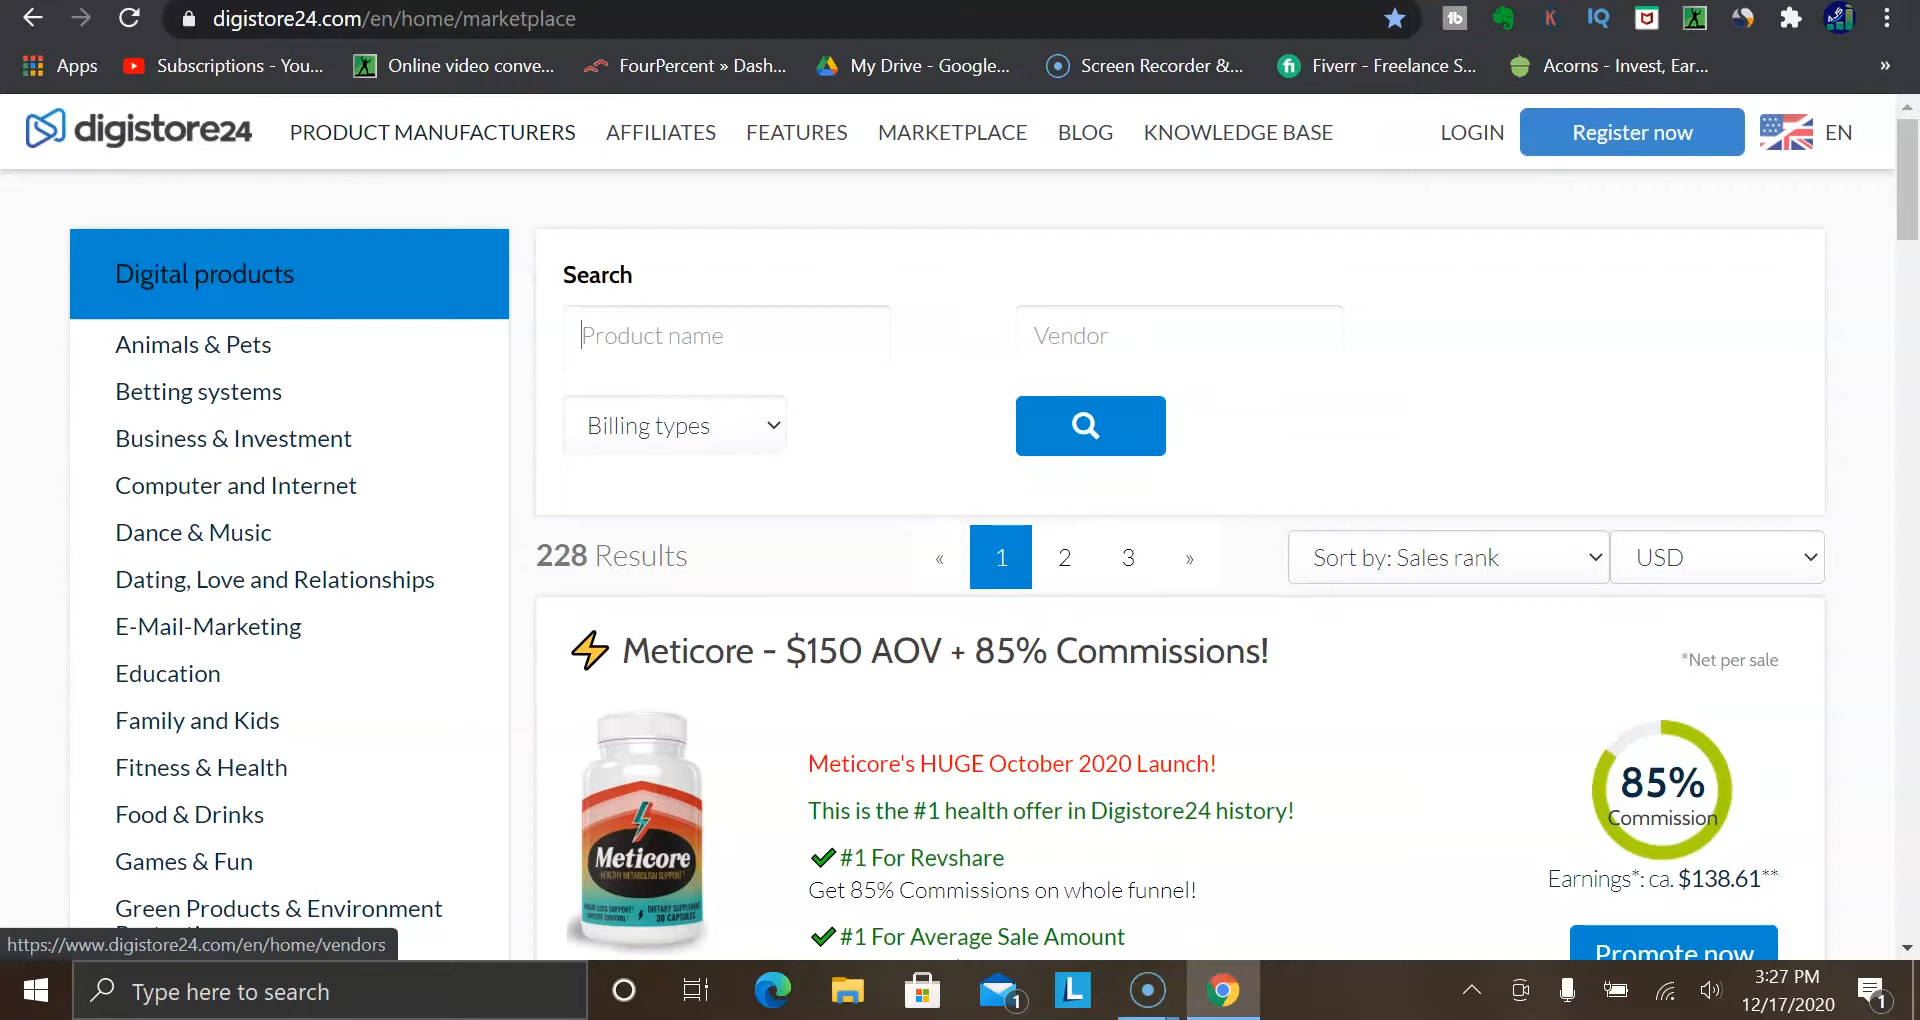 digistore24.com/en/home/marketplace
Apps
Subscriptions - You...
Online video conve...
FourPercent » Dash...
My Drive - Google...
Screen Recorder &...
Fiverr - Freelance S...
Acorns - Invest, Ear...
»
digistore24
PRODUCT MANUFACTURERS
AFFILIATES
FEATURES
MARKETPLACE
BLOG
KNOWLEDGE BASE
LOGIN
Register now
EN
Digital products
Animals & Pets
Betting systems
Business & Investment
Computer and Internet
Dance & Music
Dating, Love and Relationships
E-Mail-Marketing
Education
Family and Kids
Fitness & Health
Food & Drinks
Games & Fun
Green Products & Environment
Search
Product name
Vendor
Billing types
228 Results
« 1 2 3 »
Sort by: Sales rank
USD
Meticore - $150 AOV + 85% Commissions!
*Net per sale
Meticore
HEALTHY METABOLISM SUPPORT
DIETARY SUPPLEMENT
30 CAPSULES
Meticore's HUGE October 2020 Launch!
This is the #1 health offer in Digistore24 history!
#1 For Revshare
Get 85% Commissions on whole funnel!
#1 For Average Sale Amount
85%
Commission
Earnings*: ca. $138.61**
Promote now
https://www.digistore24.com/en/home/vendors
Type here to search
1
L
3:27 PM
12/17/2020
1